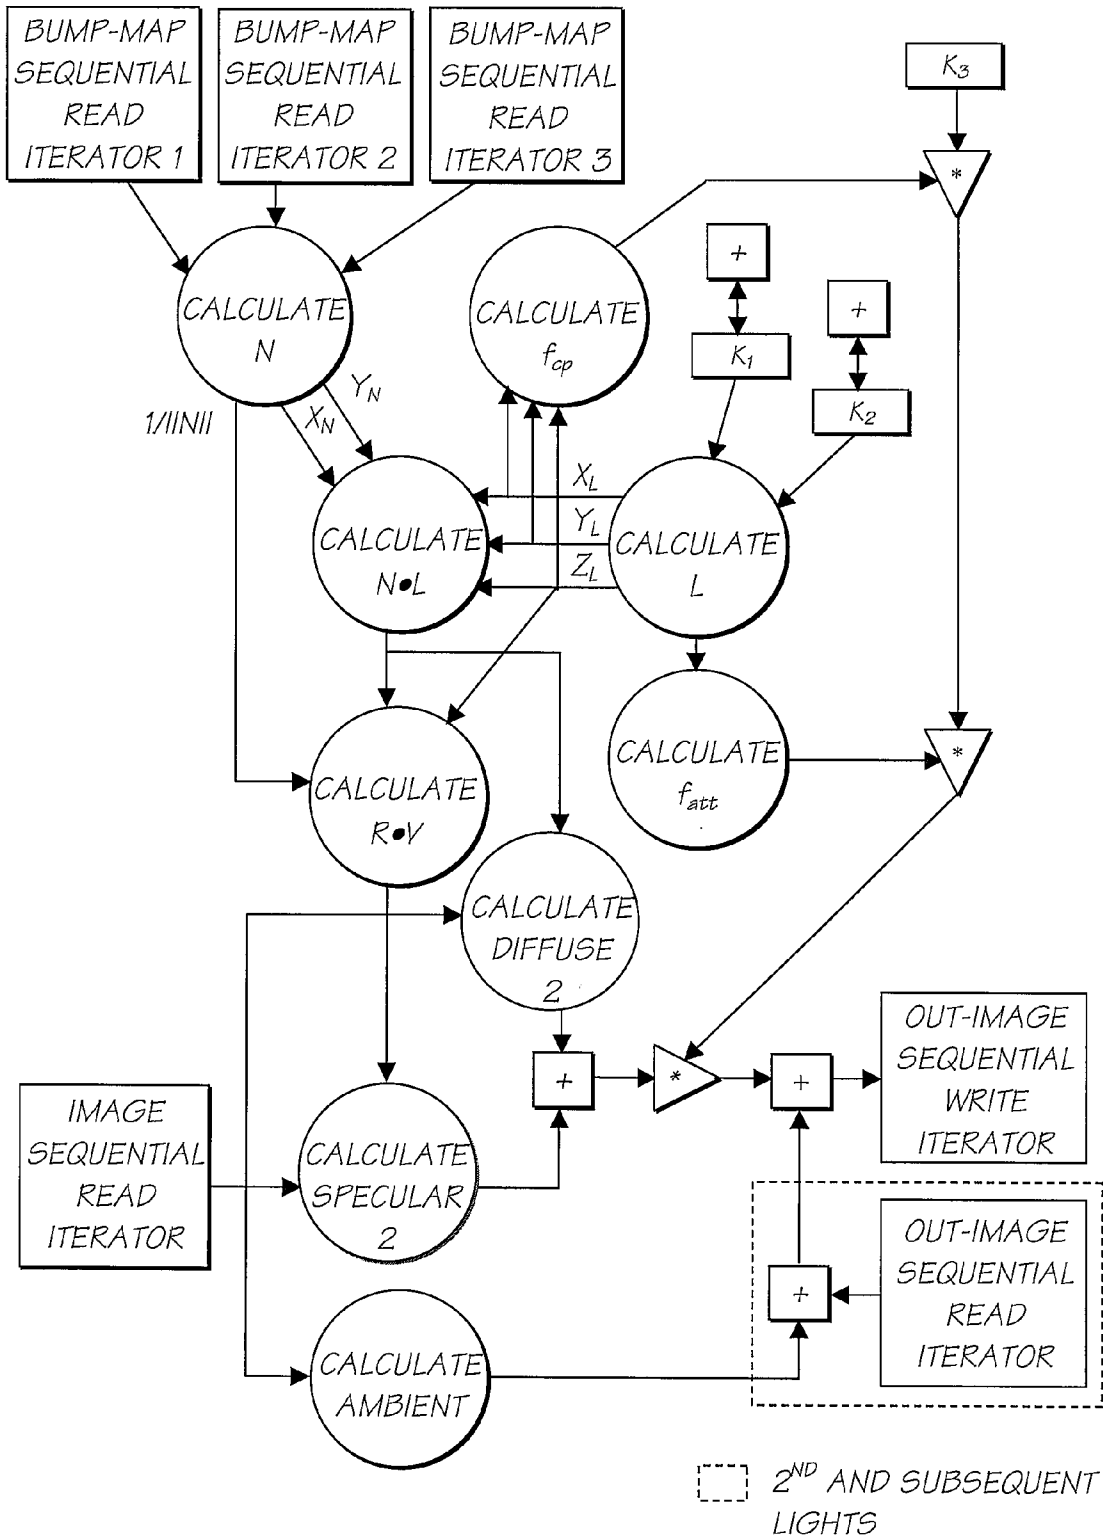 BUMP-MAP
SEQUENTIAL
READ
ITERATOR 1
BUMP-MAP
SEQUENTIAL
READ
ITERATOR 2
BUMP-MAP
SEQUENTIAL
READ
ITERATOR 3
K3
*
CALCULATE
N
CALCULATE
fcp
+
K1
+
K2
1/||N||
XN
YN
CALCULATE
N•L
XL
YL
ZL
CALCULATE
L
CALCULATE
R•V
CALCULATE
fatt
*
CALCULATE
DIFFUSE
2
IMAGE
SEQUENTIAL
READ
ITERATOR
CALCULATE
SPECULAR
2
+
*
+
OUT-IMAGE
SEQUENTIAL
WRITE
ITERATOR
CALCULATE
AMBIENT
+
OUT-IMAGE
SEQUENTIAL
READ
ITERATOR
2ND AND SUBSEQUENT
LIGHTS